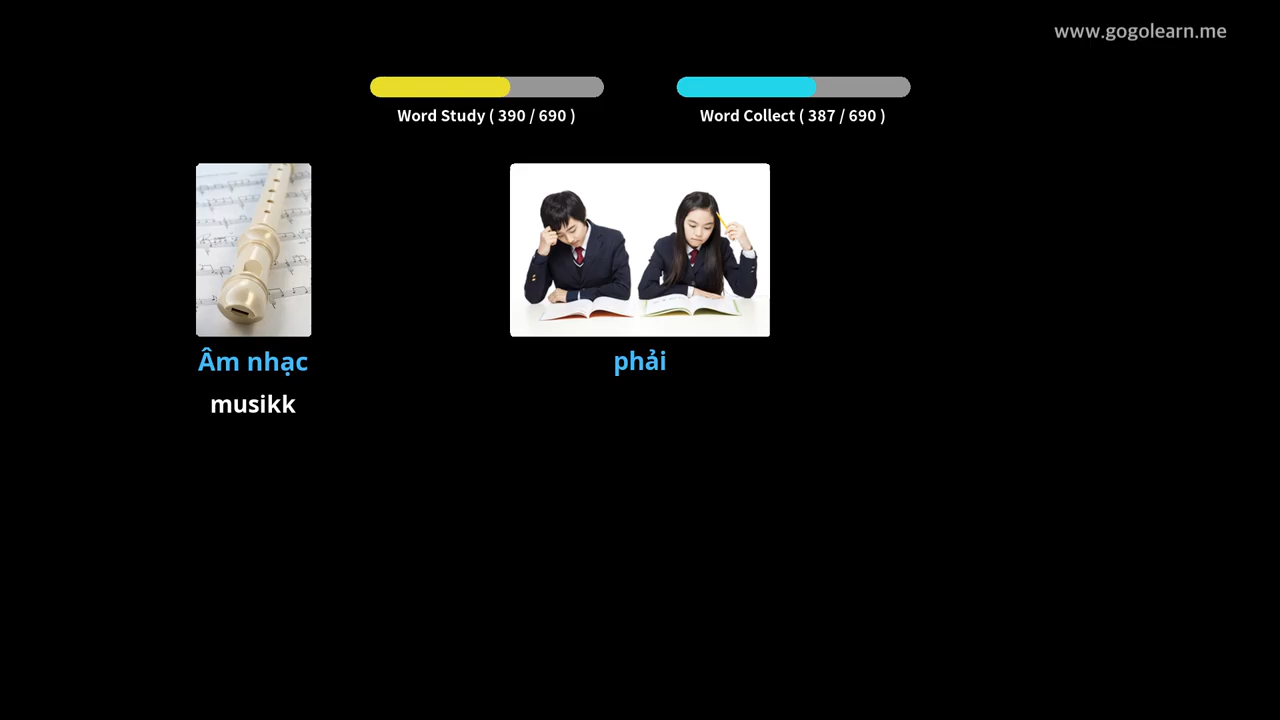 www.gogolearn.me
Word Study ( 390 / 690 )
Word Collect ( 387 / 690 )
Âm nhạc
musikk
phải